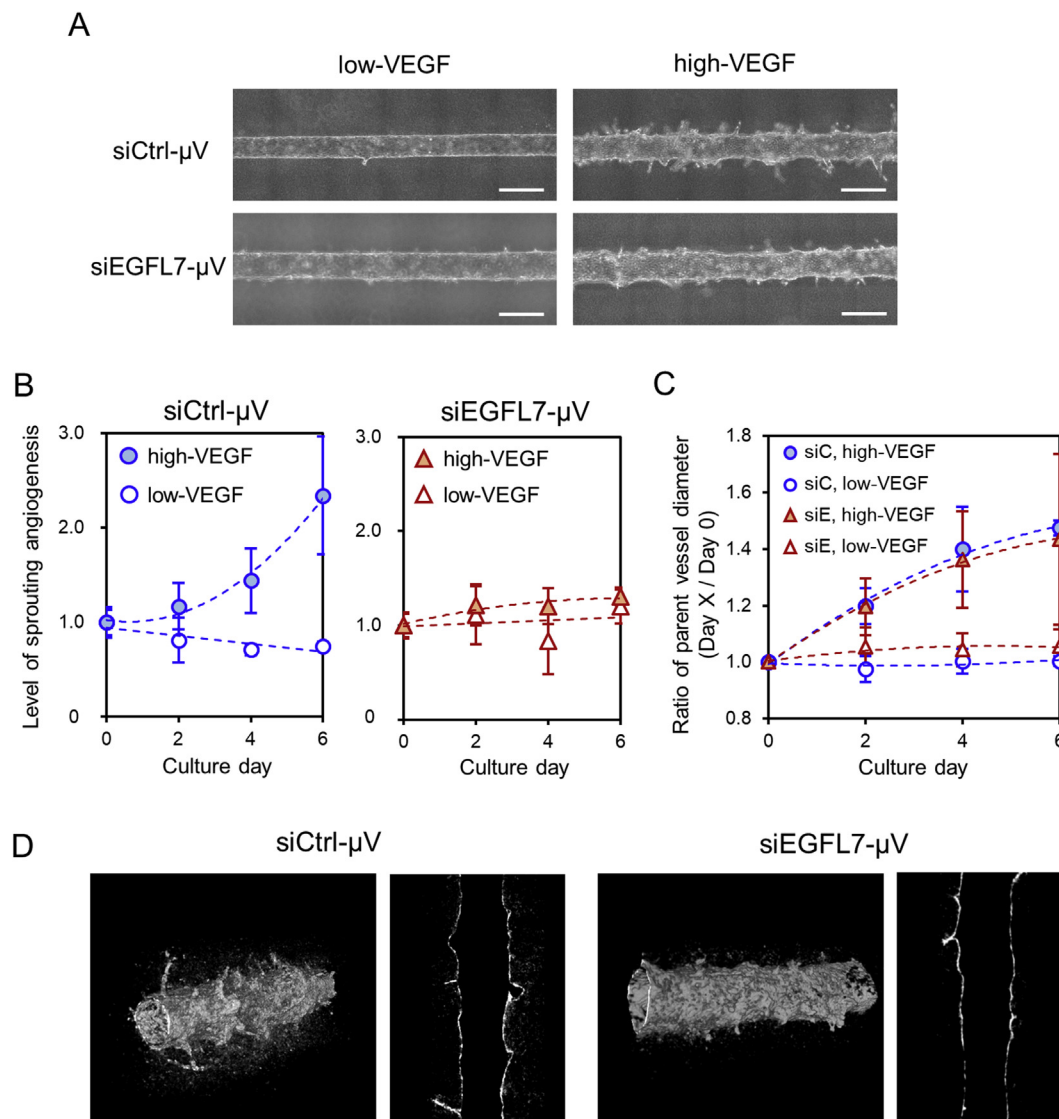 A
low-VEGF
high-VEGF
siCtrl-µV
siEGFL7-µV
B
siCtrl-µV
siEGFL7-µV
Level of sprouting angiogenesis
3.0
2.0
1.0
0
high-VEGF
low-VEGF
0
2
4
6
Culture day
3.0
2.0
1.0
0
high-VEGF
low-VEGF
0
2
4
6
Culture day
C
Ratio of parent vessel diameter
(Day X / Day 0)
1.8
1.6
1.4
1.2
1.0
0.8
siC, high-VEGF
siC, low-VEGF
siE, high-VEGF
siE, low-VEGF
0
2
4
6
Culture day
D
siCtrl-µV
siEGFL7-µV